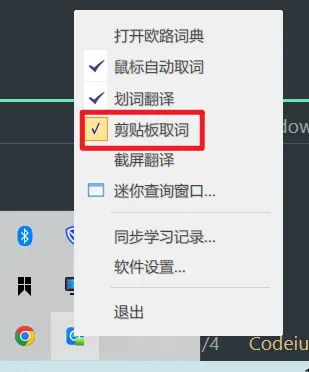 打开欧路词典
鼠标自动取词
划词翻译
剪贴板取词
dow
截屏翻译
迷你查询窗口...
同步学习记录...
软件设置...
退出
/4 Codeiu